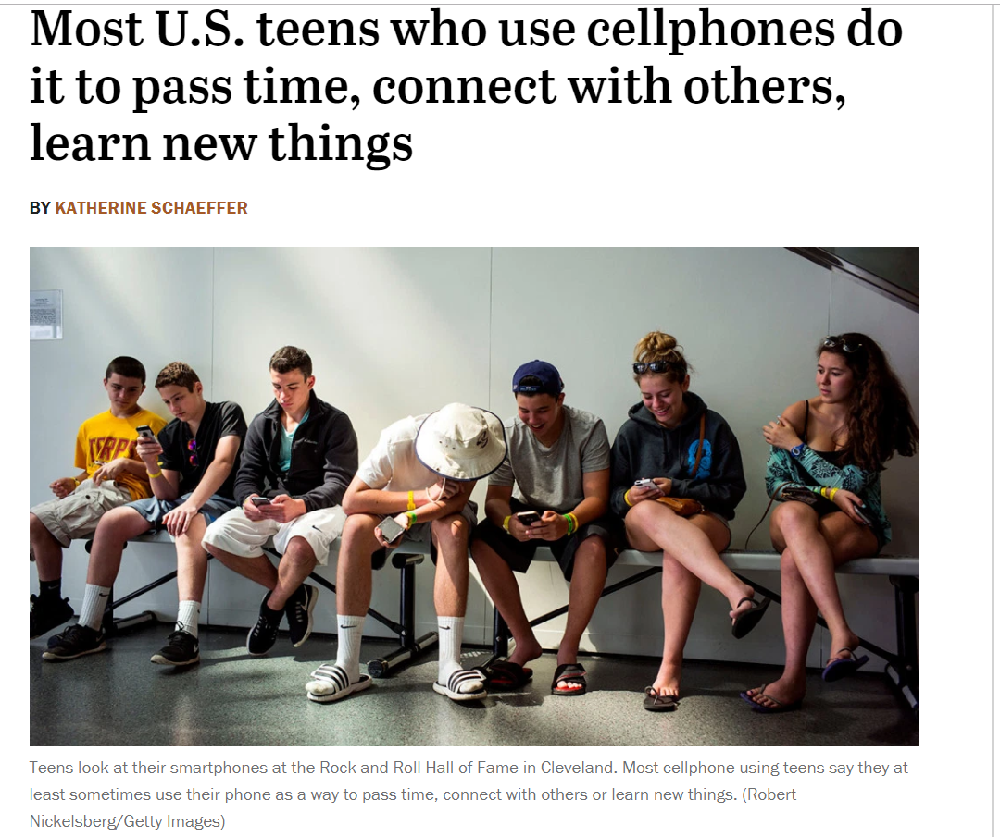 Most U.S. teens who use cellphones do
it to pass time, connect with others,
learn new things
BY KATHERINE SCHAEFFER
Teens look at their smartphones at the Rock and Roll Hall of Fame in Cleveland. Most cellphone-using teens say they at
least sometimes use their phone as a way to pass time, connect with others or learn new things. (Robert
Nickelsberg/Getty Images)